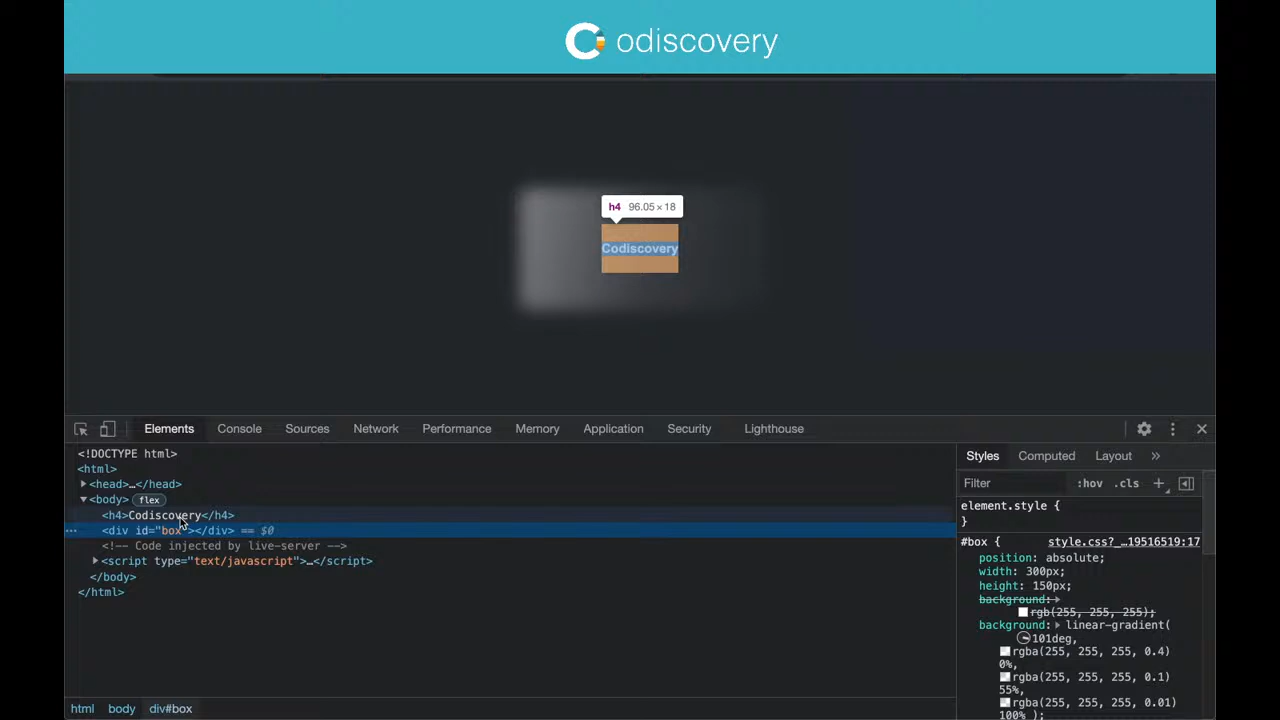 odiscovery
h4 96.05 × 18
Codiscovery
Elements Console Sources Network Performance Memory Application Security Lighthouse
<!DOCTYPE html>
<html>
<head>…</head>
<body> flex
<h4>Codiscovery</h4>
<div id="box"></div> == $0
<!-- Code injected by live-server -->
<script type="text/javascript">…</script>
</body>
</html>
html body div#box
Styles Computed Layout »
Filter :hov .cls +
element.style {
}
#box { style.css?_…19516519:17
position: absolute;
width: 300px;
height: 150px;
background:
rgb(255, 255, 255);
background: linear-gradient(
101deg,
rgba(255, 255, 255, 0.4)
0%,
rgba(255, 255, 255, 0.1)
55%,
rgba(255, 255, 255, 0.01)
100% );